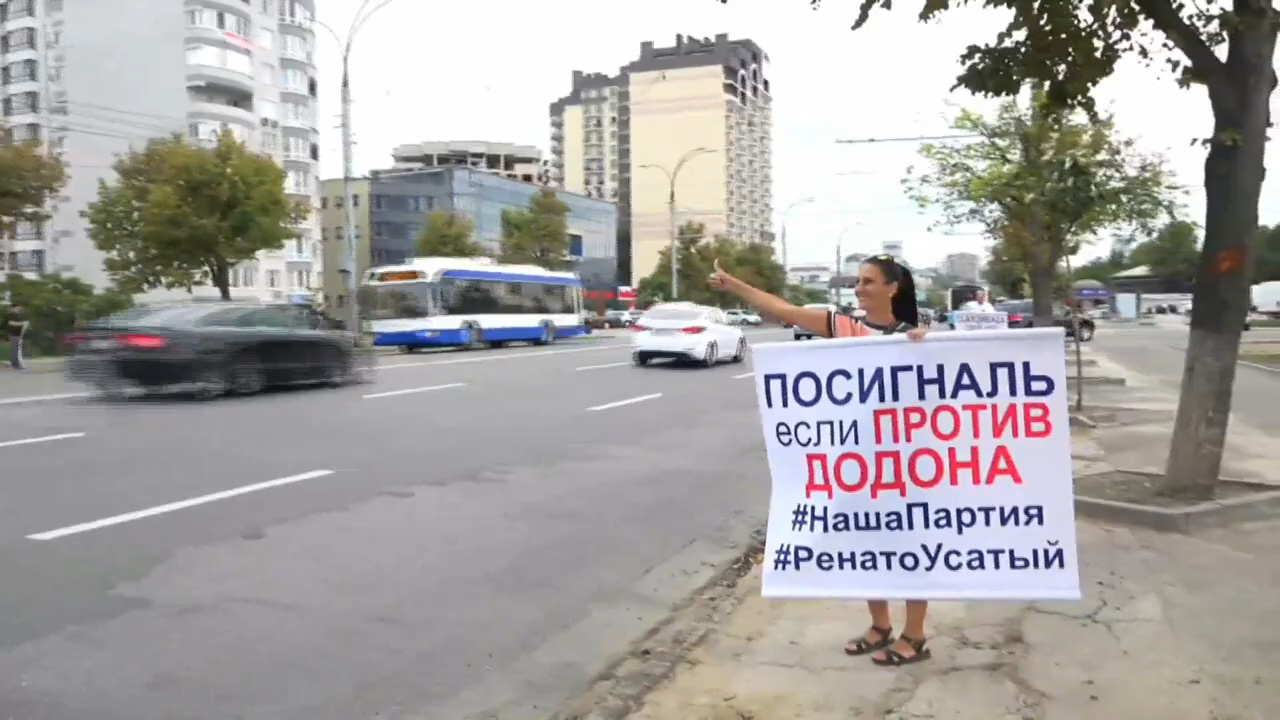 ПОСИГНАЛЬ
если ПРОТИВ
ДОДОНА
#НашаПартия
#РенатоУсатый